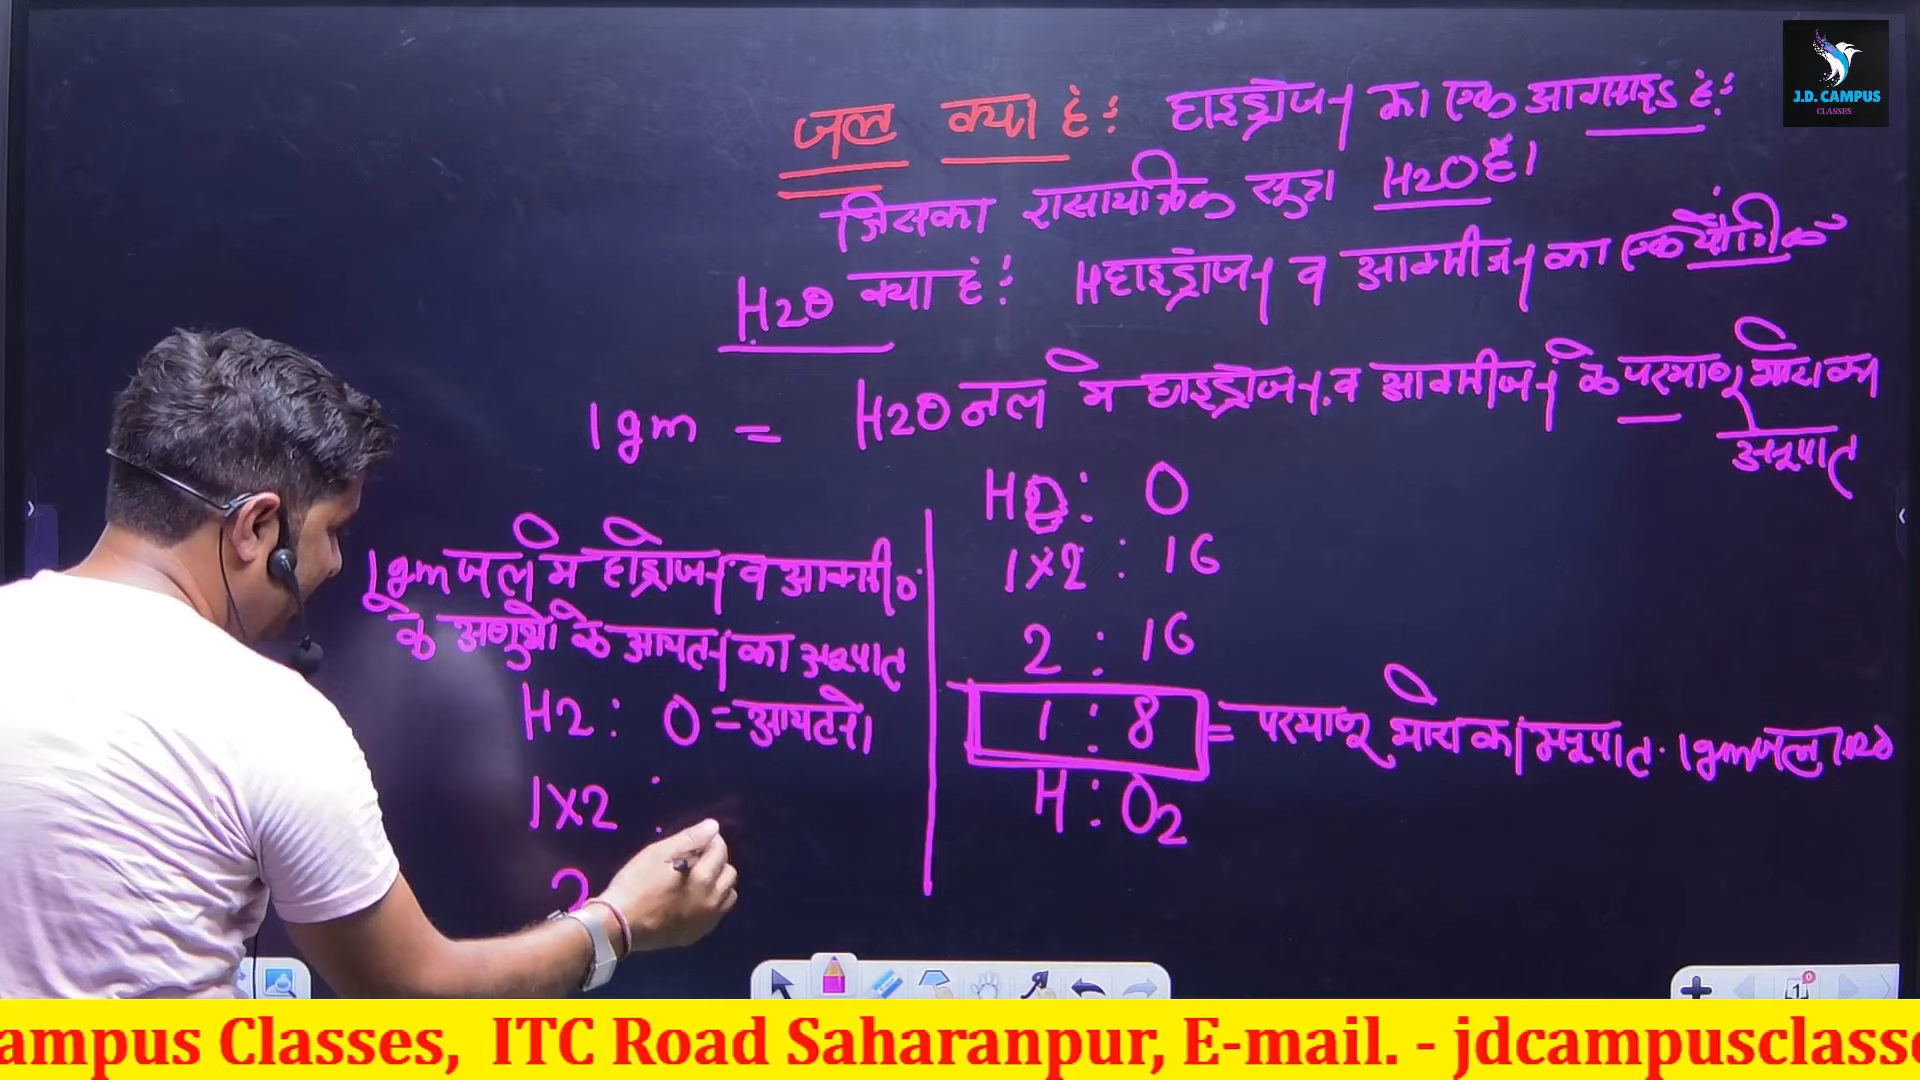 J.D. CAMPUS
CLASSES
जल क्या है? हाइड्रोजन का एक आक्साइड है?
जिसका रासायनिक सूत्र H2O है।
H2O क्या है? Hहाइड्रोजन व आक्सीजन का एक यौगिक
1gm = H2O जल में हाइड्रोजन व आक्सीजन के परमाणु भारो का
अनुपात
H2 : O
1×2 : 16
2 : 16
1 : 8 = परमाणु भारो का अनुपात 1gm जल
H : O2
1gm जल में हाड्रोजन व आक्सी०
के अणुओ के आयतन का अनुपात
H2 : O = आयतन
1×2 :
2
ampus Classes, ITC Road Saharanpur, E-mail. - jdcampusclasse